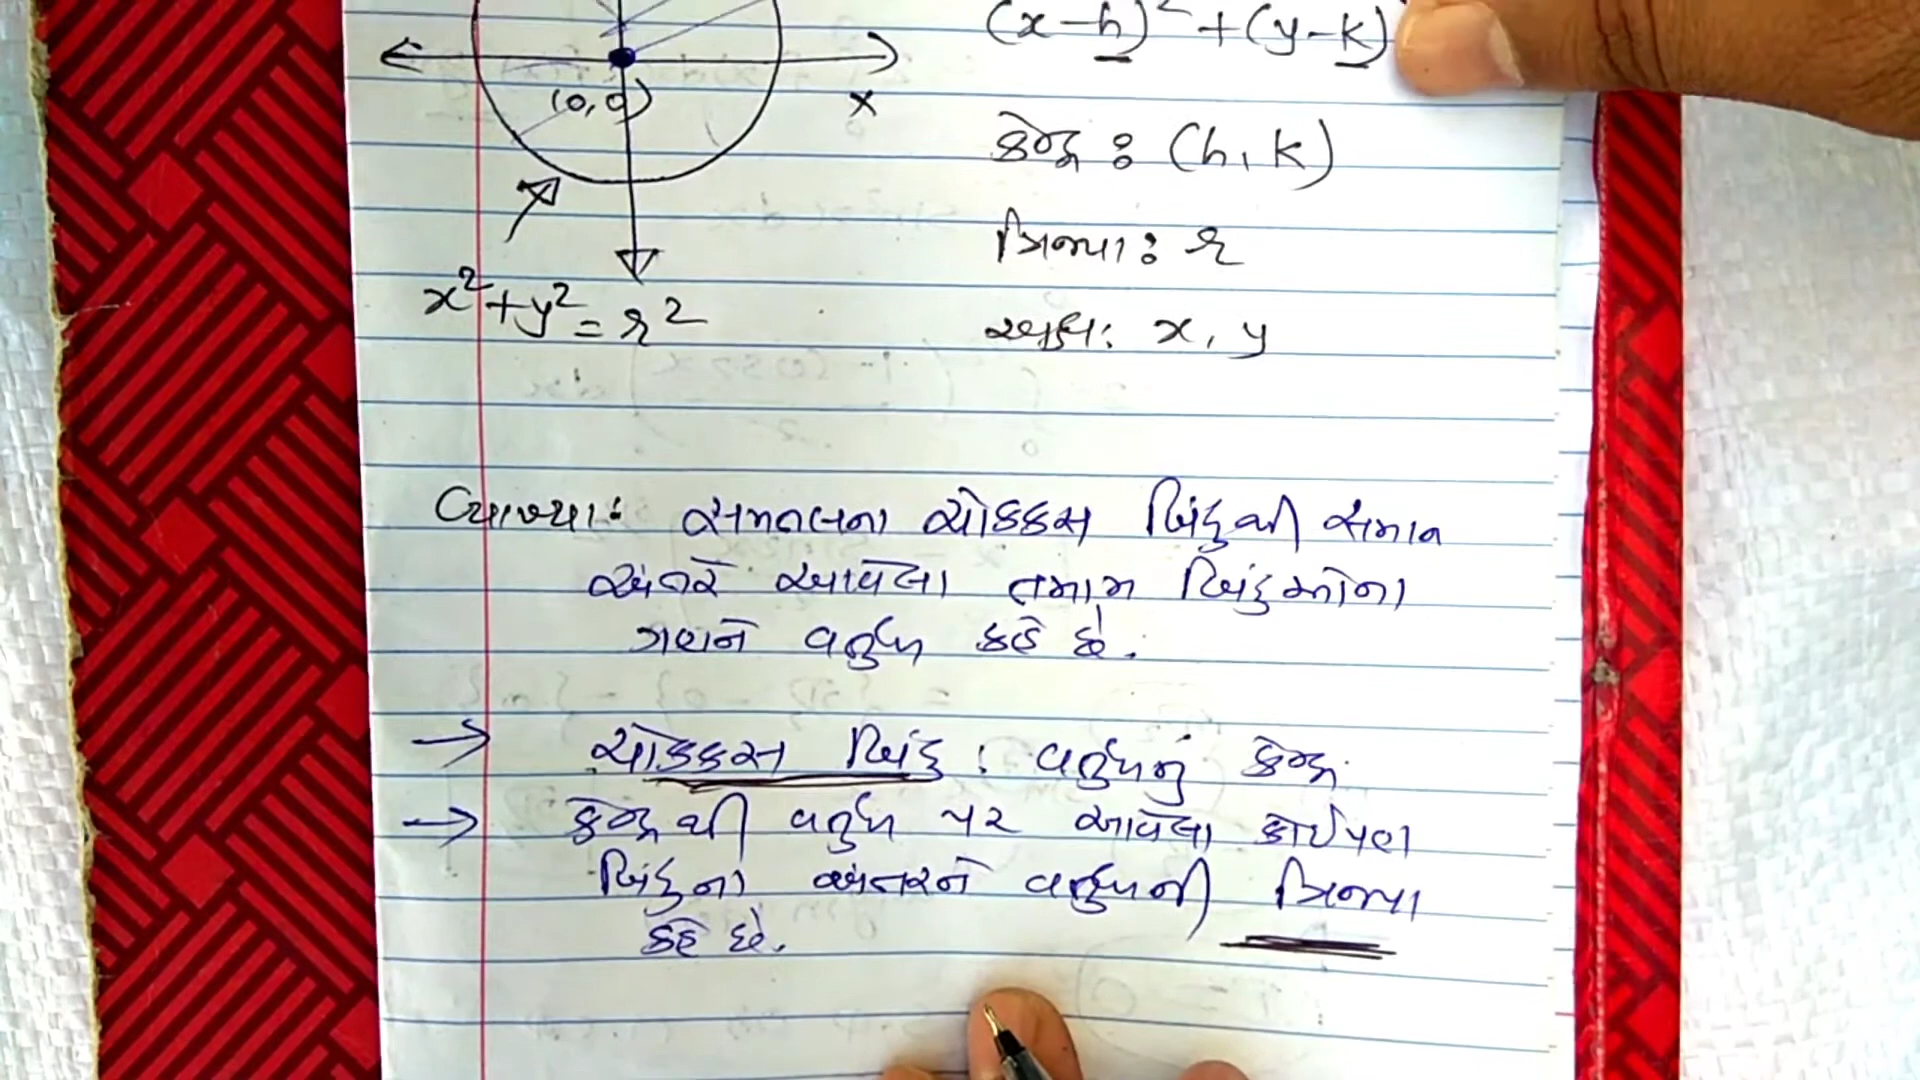 (x-h)² + (y-k)
(0,0)
x
કેન્દ્ર : (h, k)
ત્રિજ્યા : r
x² + y² = r²
ચલ: x, y
વ્યાખ્યા: સમતલના ચોક્કસ બિંદુથી સમાન
અંતરે આવેલા તમામ બિંદુઓના
ગણને વર્તુળ કહે છે.
→ ચોક્કસ બિંદુ : વર્તુળનું કેન્દ્ર
→ કેન્દ્રથી વર્તુળ પર આવેલા કોઈપણ
બિંદુના અંતરને વર્તુળની ત્રિજ્યા
કહે છે.